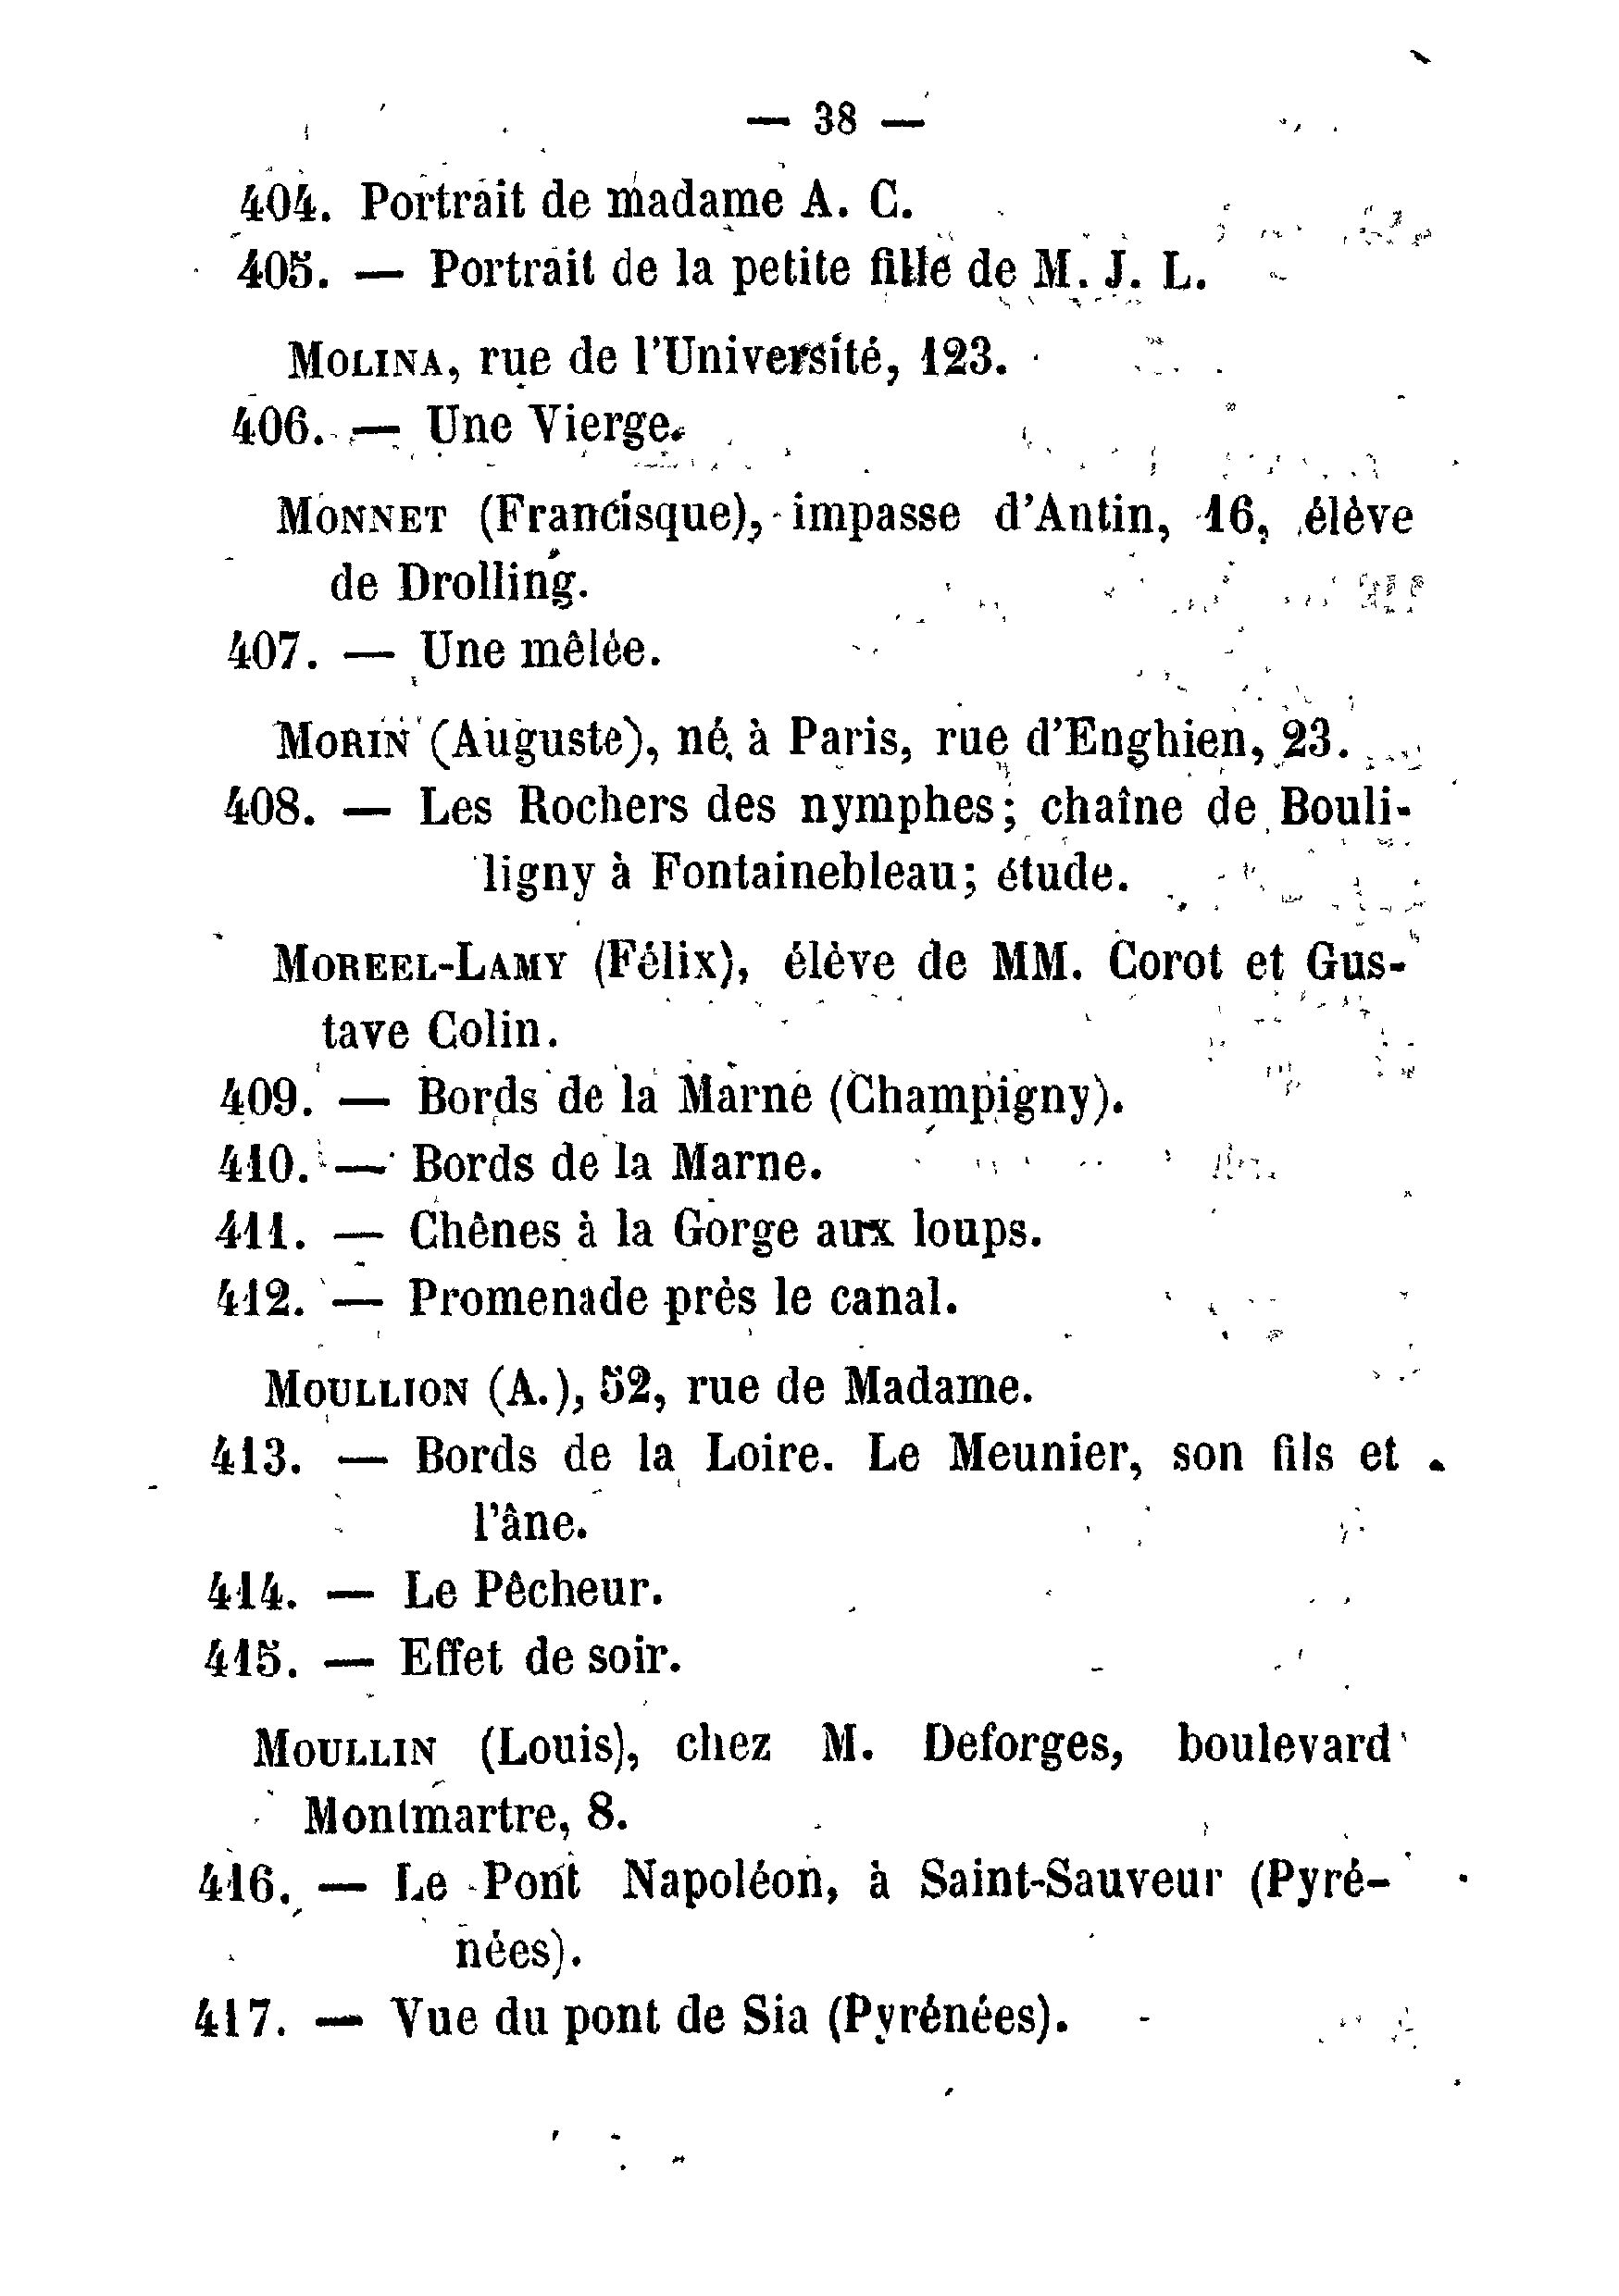 — 38 —
404. Portrait de madame A. C.
405. — Portrait de la petite fille de M. J. L.
MOLINA, rue de l'Université, 123.
406. — Une Vierge.
MONNET (Francisque), impasse d'Antin, 16, élève
de Drolling.
407. — Une mêlée.
MORIN (Auguste), né à Paris, rue d'Enghien, 23.
408. — Les Rochers des nymphes; chaîne de Bouli-
ligny à Fontainebleau; étude.
MOREEL-LAMY (Félix), élève de MM. Corot et Gus-
tave Colin.
409. — Bords de la Marne (Champigny).
410. — Bords de la Marne.
411. — Chênes à la Gorge aux loups.
412. — Promenade près le canal.
MOULLION (A.), 52, rue de Madame.
413. — Bords de la Loire. Le Meunier, son fils et
l'âne.
414. — Le Pêcheur.
415. — Effet de soir.
MOULLIN (Louis), chez M. Deforges, boulevard
Montmartre, 8.
416. — Le Pont Napoléon, à Saint-Sauveur (Pyré-
nées).
417. — Vue du pont de Sia (Pyrénées).